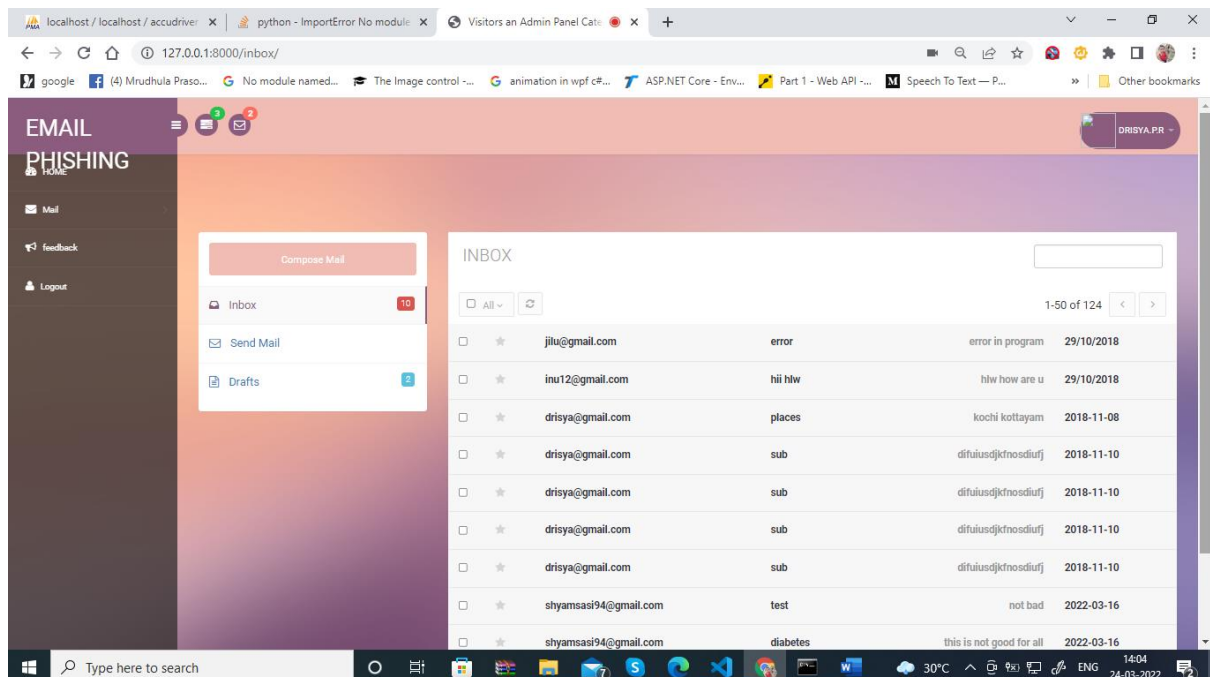 localhost / localhost / accudriver
python - ImportError No module
Visitors an Admin Panel Cate
127.0.0.1:8000/inbox/
google (4) Mrudhula Praso... No module named... The Image control -... animation in wpf c#... ASP.NET Core - Env... Part 1 - Web API -... Speech To Text — P... » Other bookmarks
EMAIL PHISHING
3 2
DRISYA.P.R
HOME
Mail
feedback
Logout
Compose Mail
Inbox 10
Send Mail
Drafts 2
INBOX
All
1-50 of 124
jilu@gmail.com error error in program 29/10/2018
inu12@gmail.com hii hlw hlw how are u 29/10/2018
drisya@gmail.com places kochi kottayam 2018-11-08
drisya@gmail.com sub difuiusdjkfnosdiufj 2018-11-10
drisya@gmail.com sub difuiusdjkfnosdiufj 2018-11-10
drisya@gmail.com sub difuiusdjkfnosdiufj 2018-11-10
drisya@gmail.com sub difuiusdjkfnosdiufj 2018-11-10
shyamsasi94@gmail.com test not bad 2022-03-16
shyamsasi94@gmail.com diabetes this is not good for all 2022-03-16
Type here to search
30°C ENG 14:04
24-03-2022